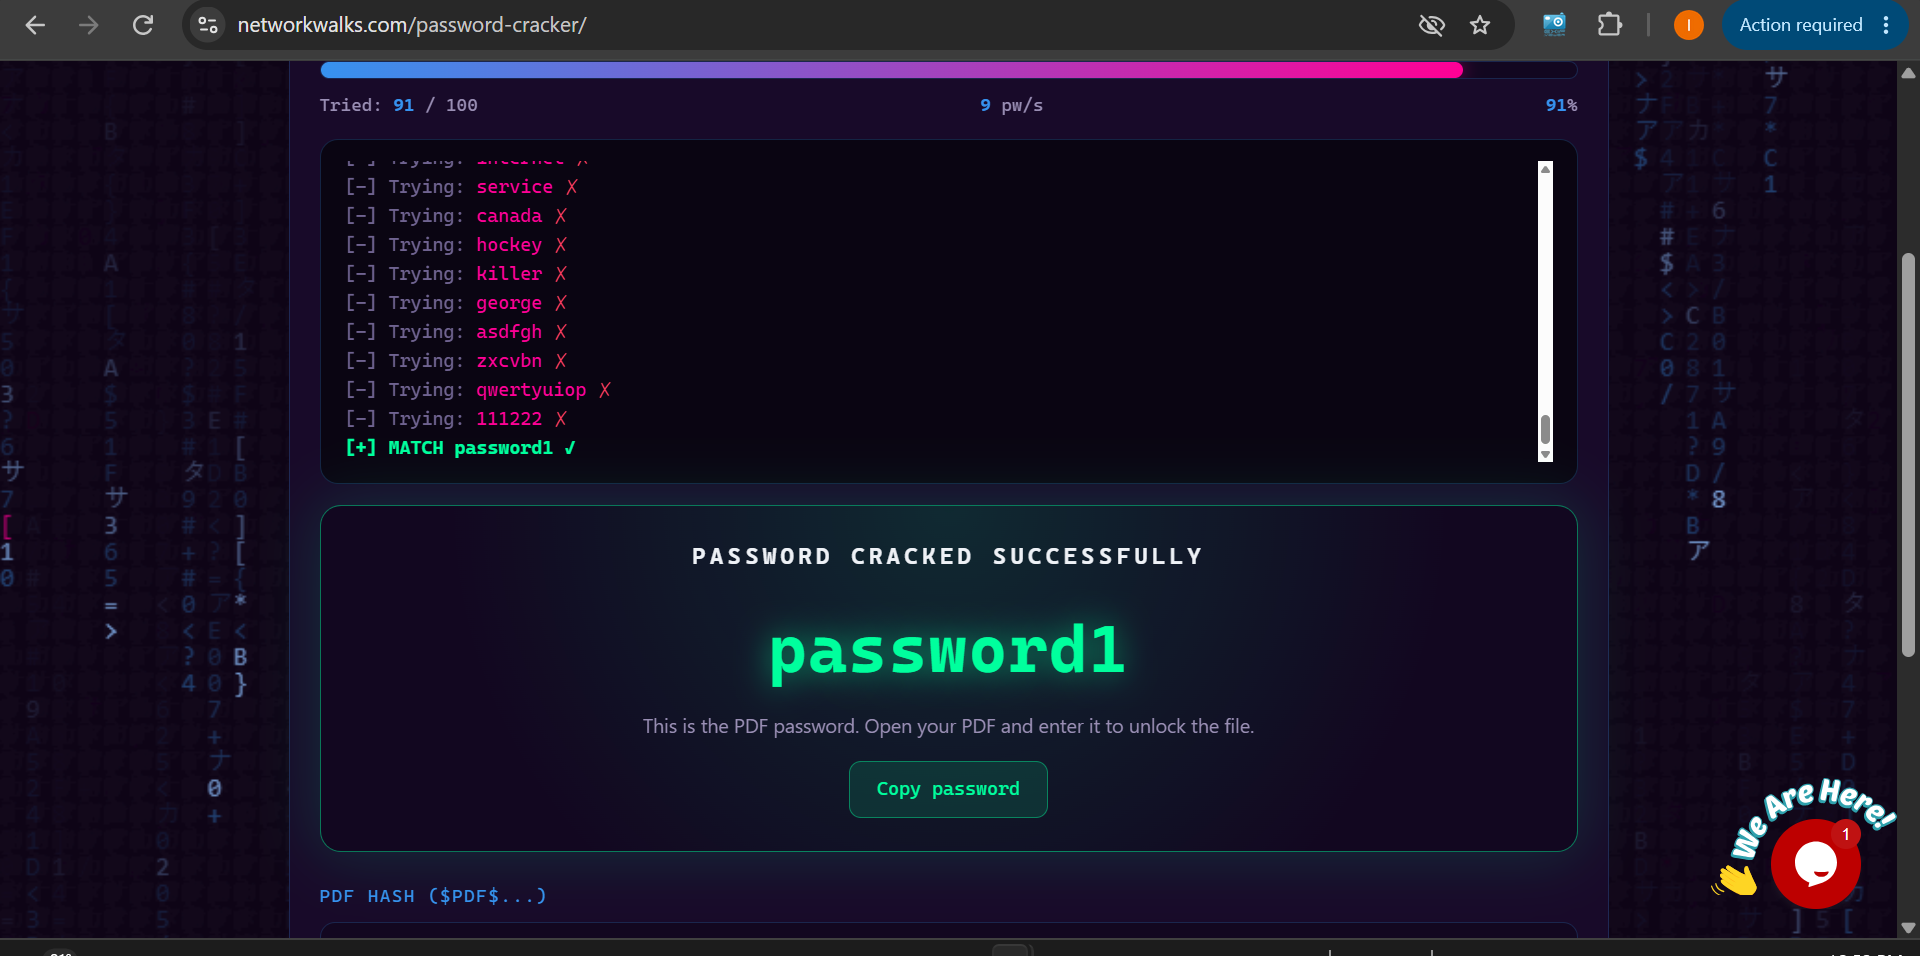 networkwalks.com/password-cracker/
Action required
I
Tried: 91 / 100
9 pw/s
91%
[-] Trying: internet ✗
[-] Trying: service ✗
[-] Trying: canada ✗
[-] Trying: hockey ✗
[-] Trying: killer ✗
[-] Trying: george ✗
[-] Trying: asdfgh ✗
[-] Trying: zxcvbn ✗
[-] Trying: qwertyuiop ✗
[-] Trying: 111222 ✗
[+] MATCH password1 ✓
PASSWORD CRACKED SUCCESSFULLY
password1
This is the PDF password. Open your PDF and enter it to unlock the file.
Copy password
We Are Here!
1
PDF HASH ($PDF$...)